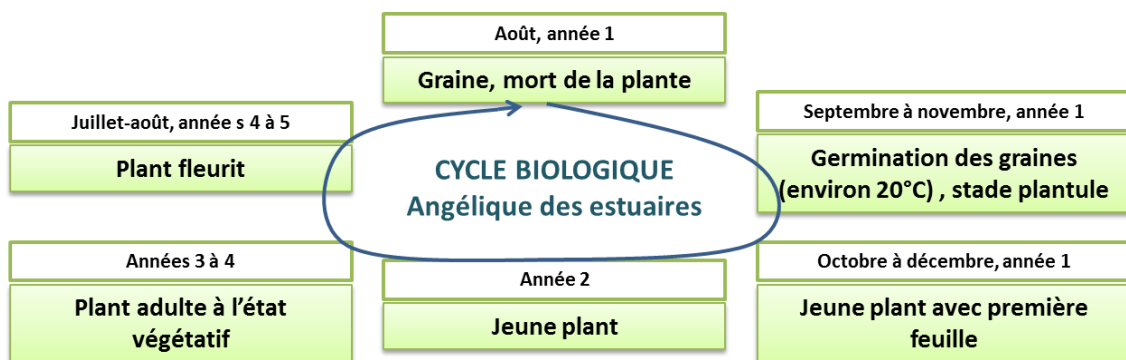 Août, année 1
Graine, mort de la plante
Septembre à novembre, année 1
Germination des graines
(environ 20°C) , stade plantule
Octobre à décembre, année 1
Jeune plant avec première
feuille
Année 2
Jeune plant
Années 3 à 4
Plant adulte à l'état
végétatif
Juillet-août, année s 4 à 5
Plant fleurit
CYCLE BIOLOGIQUE
Angélique des estuaires